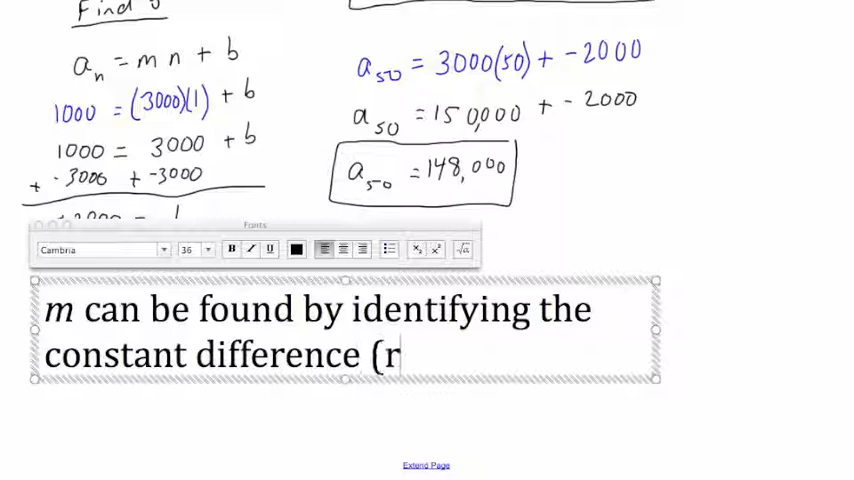 Find
aₙ = m n + b
1000 = (3000)(1) + b
1000 = 3000 + b
+ -3000 + -3000
a₅₀ = 3000(50) + -2000
a₅₀ = 150,000 + -2000
a₅₀ = 148,000
Fonts
Cambria 36 B I U
m can be found by identifying the
constant difference (r
Extend Page